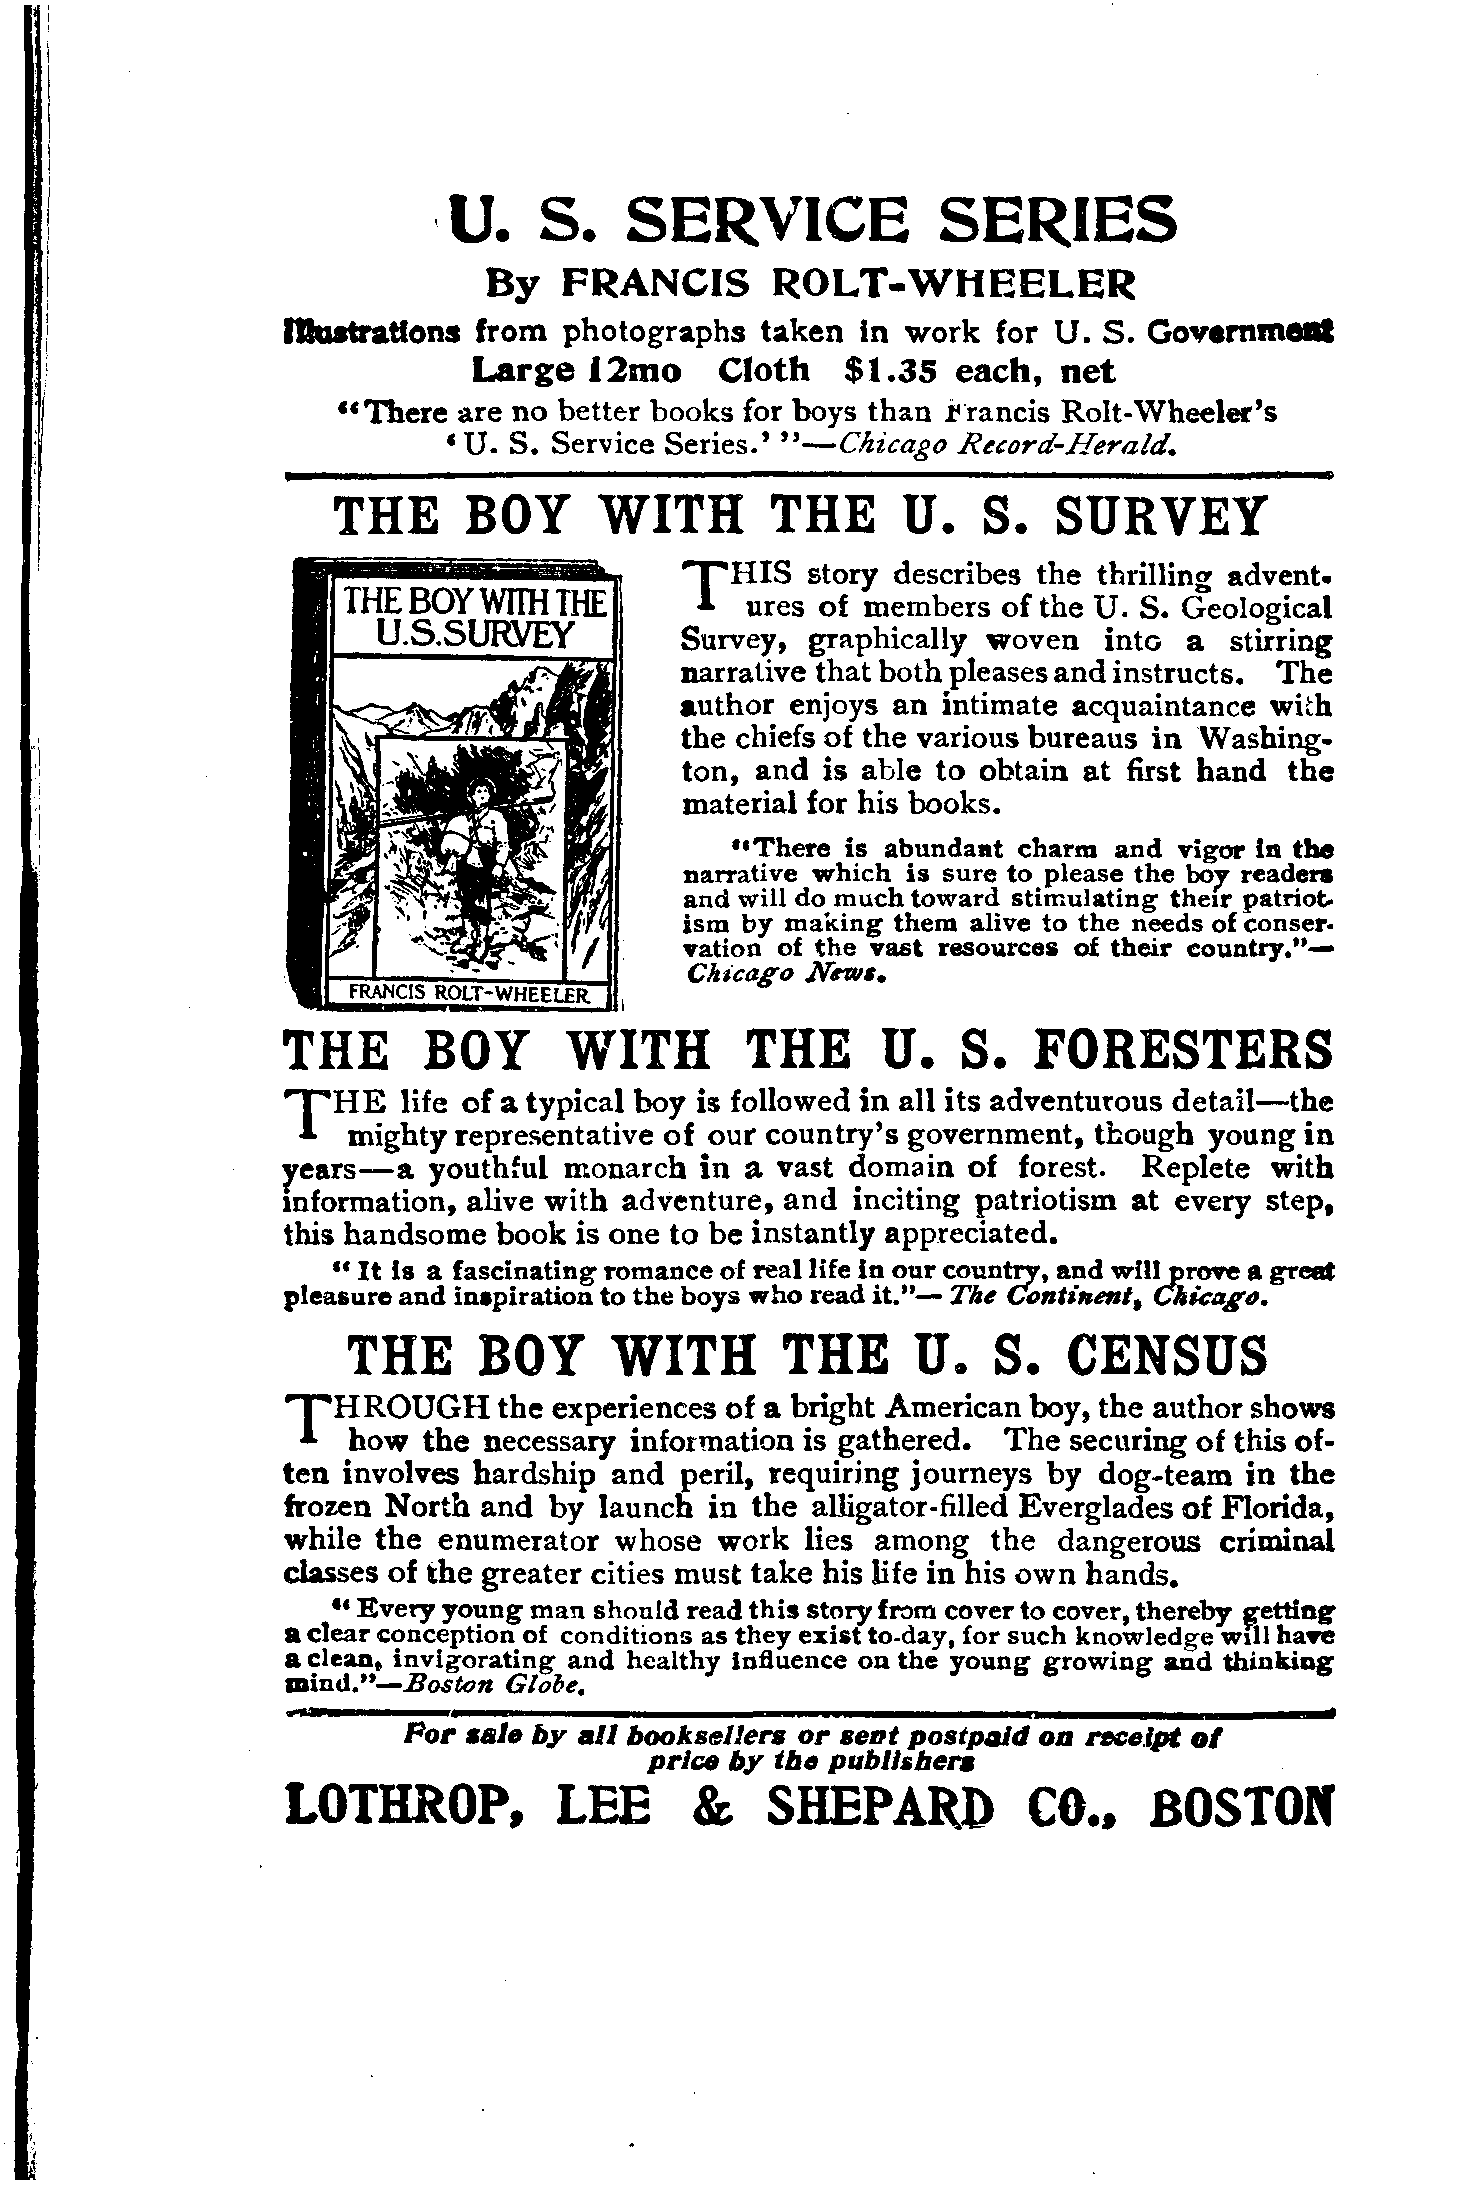 U. S. SERVICE SERIES
By FRANCIS ROLT-WHEELER
Illustrations from photographs taken in work for U. S. Government
Large 12mo Cloth $1.35 each, net
“There are no better books for boys than Francis Rolt-Wheeler’s
‘U. S. Service Series.’”—Chicago Record-Herald.
THE BOY WITH THE U. S. SURVEY
THE BOY WITH THE
U.S.SURVEY
FRANCIS ROLT-WHEELER
THIS story describes the thrilling advent-
ures of members of the U. S. Geological
Survey, graphically woven into a stirring
narrative that both pleases and instructs. The
author enjoys an intimate acquaintance with
the chiefs of the various bureaus in Washing-
ton, and is able to obtain at first hand the
material for his books.
“There is abundant charm and vigor in the
narrative which is sure to please the boy readers
and will do much toward stimulating their patriot-
ism by making them alive to the needs of conser-
vation of the vast resources of their country.”—
Chicago News.
THE BOY WITH THE U. S. FORESTERS
THE life of a typical boy is followed in all its adventurous detail—the
mighty representative of our country’s government, though young in
years—a youthful monarch in a vast domain of forest. Replete with
information, alive with adventure, and inciting patriotism at every step,
this handsome book is one to be instantly appreciated.
“It is a fascinating romance of real life in our country, and will prove a great
pleasure and inspiration to the boys who read it.”—The Continent, Chicago.
THE BOY WITH THE U. S. CENSUS
THROUGH the experiences of a bright American boy, the author shows
how the necessary information is gathered. The securing of this of-
ten involves hardship and peril, requiring journeys by dog-team in the
frozen North and by launch in the alligator-filled Everglades of Florida,
while the enumerator whose work lies among the dangerous criminal
classes of the greater cities must take his life in his own hands.
“Every young man should read this story from cover to cover, thereby getting
a clear conception of conditions as they exist to-day, for such knowledge will have
a clean, invigorating and healthy influence on the young growing and thinking
mind.”—Boston Globe.
For sale by all booksellers or sent postpaid on receipt of
price by the publishers
LOTHROP, LEE & SHEPARD CO., BOSTON